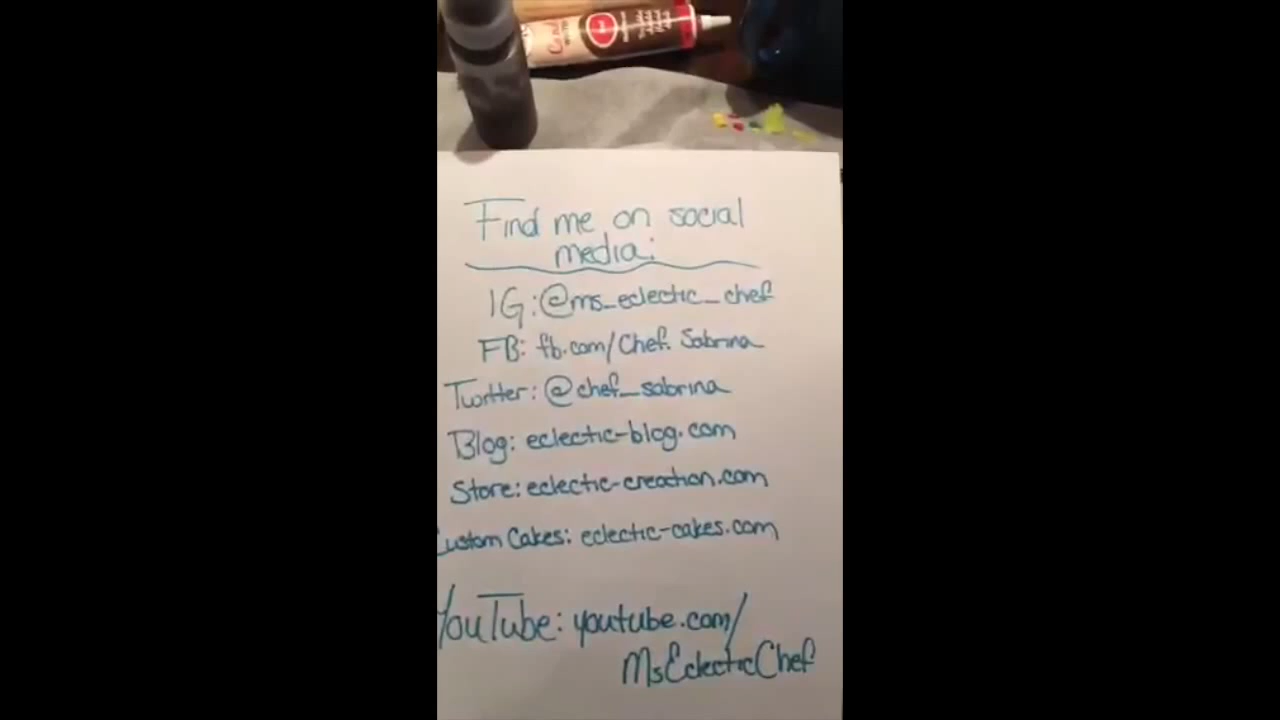 Find me on social
media:
IG: @ms_eclectic_chef
FB: fb.com/Chef.Sabrina
Twitter: @chef_sabrina
Blog: eclectic-blog.com
Store: eclectic-creation.com
Custom Cakes: eclectic-cakes.com
YouTube: youtube.com/
MsEclecticChef